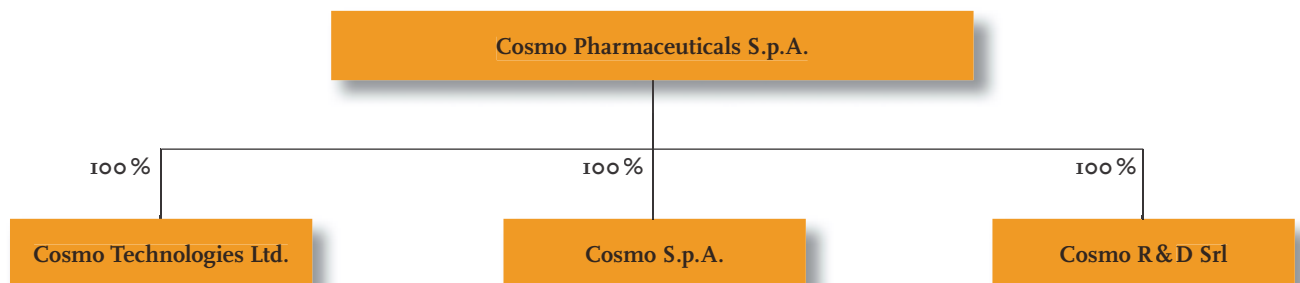 Cosmo Pharmaceuticals S.p.A.
100%
100%
100%
Cosmo Technologies Ltd.
Cosmo S.p.A.
Cosmo R&D Srl